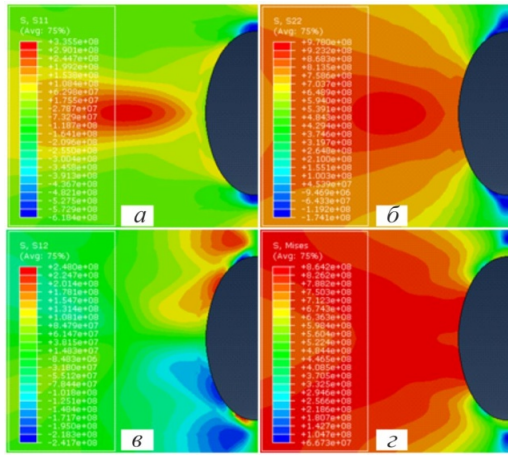 S, S11
(Avg: 75%)
+3.355e+08
+2.901e+08
+2.447e+08
+1.992e+08
+1.538e+08
+1.084e+08
+6.298e+07
+1.755e+07
-2.787e+07
-7.329e+07
-1.187e+08
-1.641e+08
-2.096e+08
-2.550e+08
-3.004e+08
-3.458e+08
-3.913e+08
-4.367e+08
-4.821e+08
-5.275e+08
-5.729e+08
-6.184e+08
а
S, S22
(Avg: 75%)
+9.780e+08
+9.232e+08
+8.683e+08
+8.135e+08
+7.586e+08
+7.037e+08
+6.489e+08
+5.940e+08
+5.391e+08
+4.843e+08
+4.294e+08
+3.746e+08
+3.197e+08
+2.648e+08
+2.100e+08
+1.551e+08
+1.003e+08
+4.539e+07
-9.469e+06
-6.433e+07
-1.192e+08
-1.741e+08
б
S, S12
(Avg: 75%)
+2.480e+08
+2.247e+08
+2.014e+08
+1.781e+08
+1.547e+08
+1.314e+08
+1.081e+08
+8.479e+07
+6.147e+07
+3.815e+07
+1.483e+07
-8.483e+06
-3.180e+07
-5.512e+07
-7.844e+07
-1.018e+08
-1.251e+08
-1.484e+08
-1.717e+08
-1.950e+08
-2.183e+08
-2.417e+08
в
S, Mises
(Avg: 75%)
+8.642e+08
+8.262e+08
+7.882e+08
+7.503e+08
+7.123e+08
+6.743e+08
+6.363e+08
+5.984e+08
+5.604e+08
+5.224e+08
+4.844e+08
+4.465e+08
+4.085e+08
+3.705e+08
+3.325e+08
+2.946e+08
+2.566e+08
+2.186e+08
+1.807e+08
+1.427e+08
+1.047e+08
+6.673e+07
г